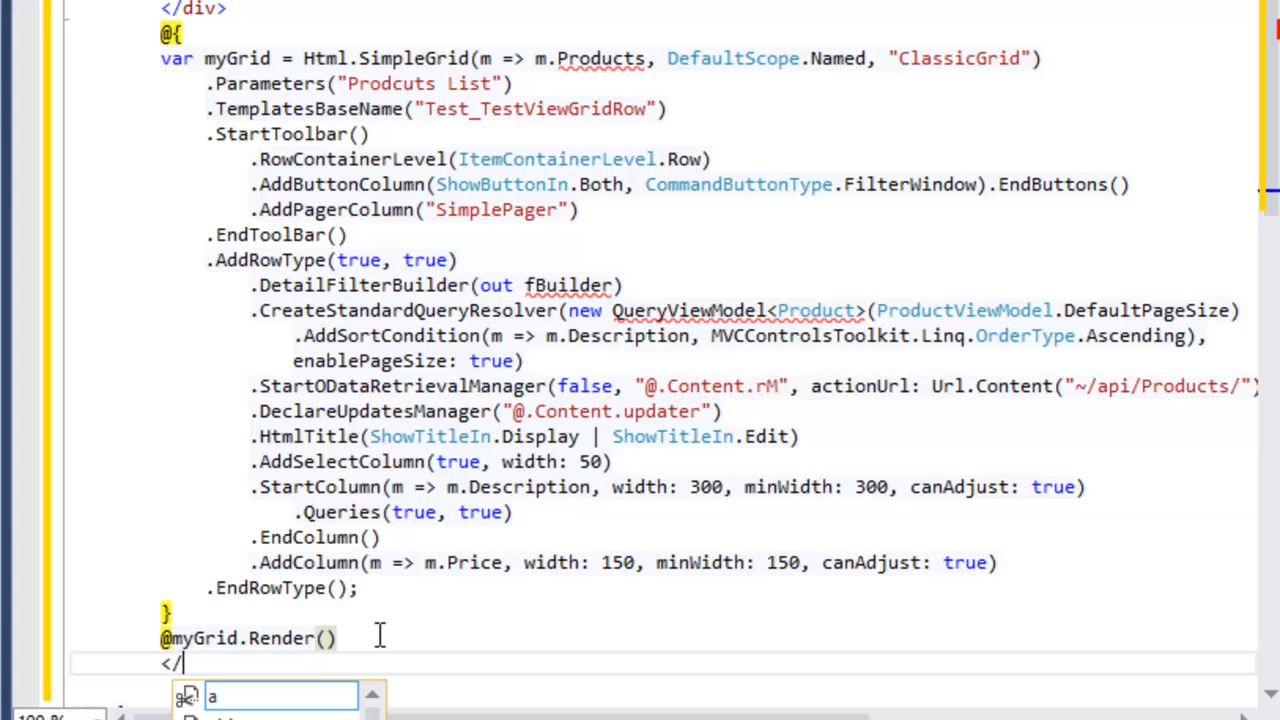 </div>
@{
var myGrid = Html.SimpleGrid(m => m.Products, DefaultScope.Named, "ClassicGrid")
.Parameters("Prodcuts List")
.TemplatesBaseName("Test_TestViewGridRow")
.StartToolbar()
.RowContainerLevel(ItemContainerLevel.Row)
.AddButtonColumn(ShowButtonIn.Both, CommandButtonType.FilterWindow).EndButtons()
.AddPagerColumn("SimplePager")
.EndToolBar()
.AddRowType(true, true)
.DetailFilterBuilder(out fBuilder)
.CreateStandardQueryResolver(new QueryViewModel<Product>(ProductViewModel.DefaultPageSize)
.AddSortCondition(m => m.Description, MVCControlsToolkit.Linq.OrderType.Ascending),
enablePageSize: true)
.StartODataRetrievalManager(false, "@.Content.rM", actionUrl: Url.Content("~/api/Products/")
.DeclareUpdatesManager("@.Content.updater")
.HtmlTitle(ShowTitleIn.Display | ShowTitleIn.Edit)
.AddSelectColumn(true, width: 50)
.StartColumn(m => m.Description, width: 300, minWidth: 300, canAdjust: true)
.Queries(true, true)
.EndColumn()
.AddColumn(m => m.Price, width: 150, minWidth: 150, canAdjust: true)
.EndRowType();
}
@myGrid.Render()
</
a